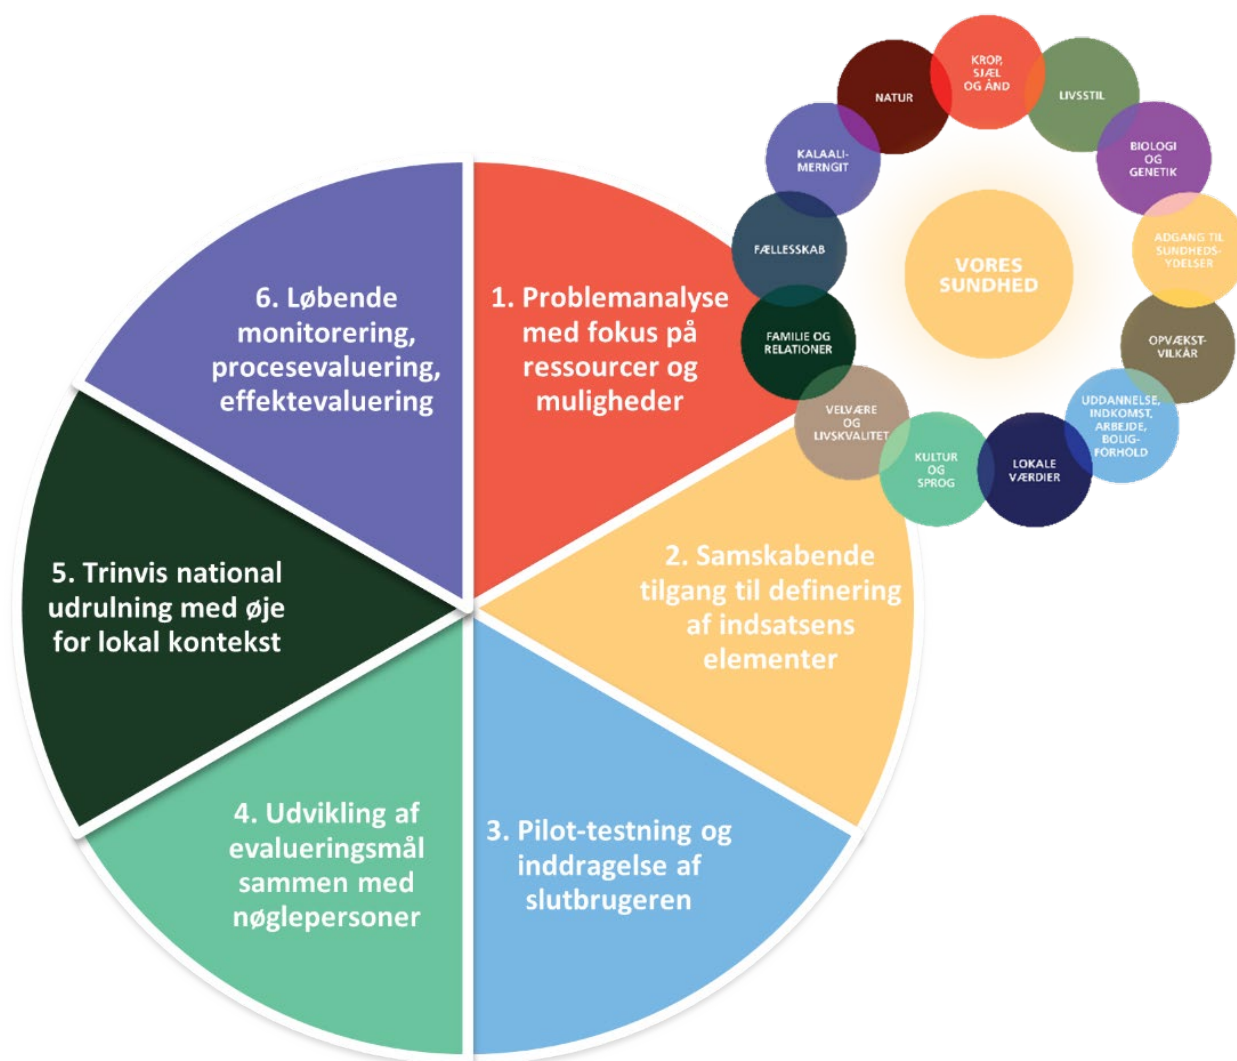 KROP,
SJÆL
OG ÅND
LIVSSTIL
BIOLOGI
OG
GENETIK
ADGANG TIL
SUNDHEDS-
YDELSER
OPVÆKST-
VILKÅR
UDDANNELSE,
INDKOMST,
ARBEJDE,
BOLIG-
FORHOLD
LOKALE
VÆRDIER
KULTUR
OG
SPROG
VELVÆRE
OG
LIVSKVALITET
FAMILIE OG
RELATIONER
FÆLLESSKAB
KALAALI-
MERNGIT
NATUR
VORES
SUNDHED
1. Problemanalyse
med fokus på
ressourcer og
muligheder
2. Samskabende
tilgang til definering
af indsatsens
elementer
3. Pilot-testning og
inddragelse af
slutbrugeren
4. Udvikling af
evalueringsmål
sammen med
nøglepersoner
5. Trinvis national
udrulning med øje
for lokal kontekst
6. Løbende
monitorering,
procesevaluering,
effektevaluering